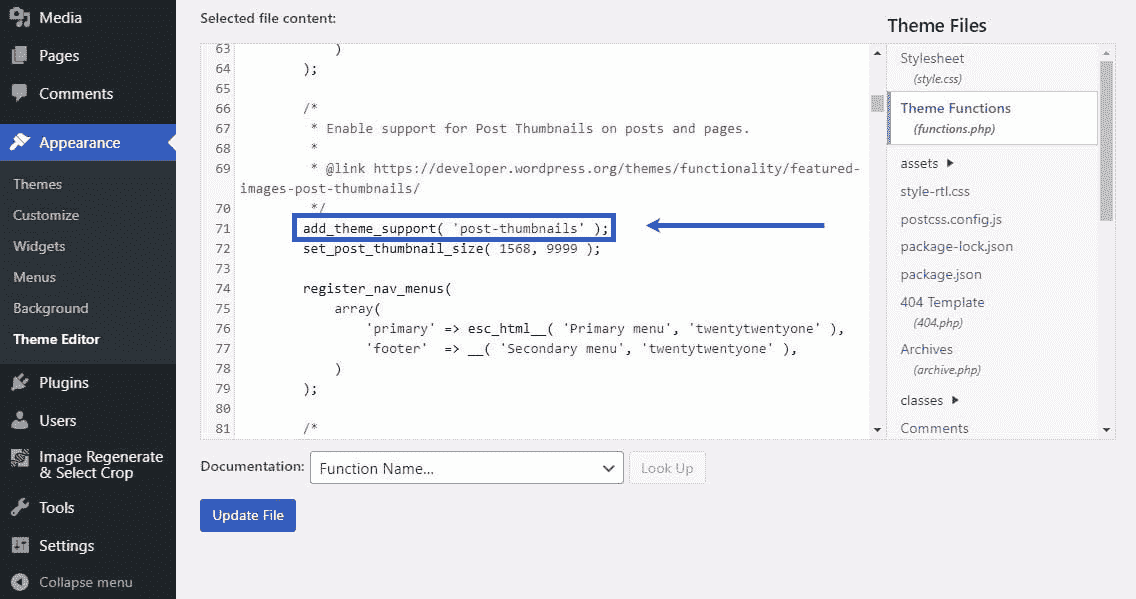 Media
Pages
Comments
Appearance
Themes
Customize
Widgets
Menus
Background
Theme Editor
Plugins
Users
Image Regenerate
& Select Crop
Tools
Settings
Collapse menu
Selected file content:
63 )
64 );
65
66 /*
67 * Enable support for Post Thumbnails on posts and pages.
68 *
69 * @link https://developer.wordpress.org/themes/functionality/featured-
images-post-thumbnails/
70 */
71 add_theme_support( 'post-thumbnails' );
72 set_post_thumbnail_size( 1568, 9999 );
73
74 register_nav_menus(
75 array(
76 'primary' => esc_html__( 'Primary menu', 'twentytwentyone' ),
77 'footer' => __( 'Secondary menu', 'twentytwentyone' ),
78 )
79 );
80
81 /*
Documentation:
Function Name...
Look Up
Update File
Theme Files
Stylesheet
(style.css)
Theme Functions
(functions.php)
assets
style-rtl.css
postcss.config.js
package-lock.json
package.json
404 Template
(404.php)
Archives
(archive.php)
classes
Comments